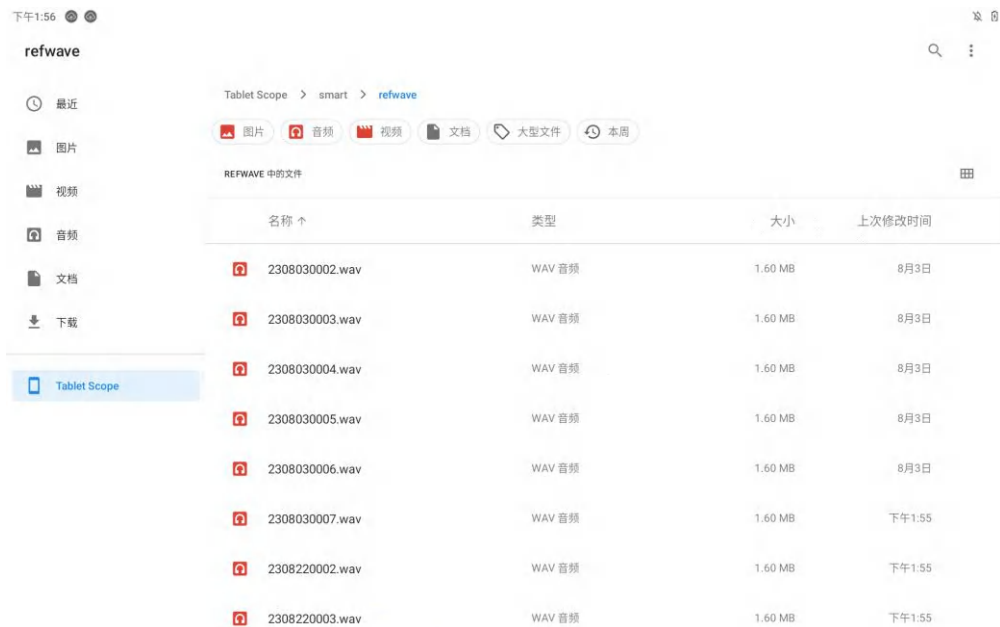 下午1:56
refwave
最近
图片
视频
音频
文档
下载
Tablet Scope
Tablet Scope > smart > refwave
图片 音频 视频 文档 大型文件 本周
REFWAVE 中的文件
名称 ↑ 类型 大小 上次修改时间
2308030002.wav WAV 音频 1.60 MB 8月3日
2308030003.wav WAV 音频 1.60 MB 8月3日
2308030004.wav WAV 音频 1.60 MB 8月3日
2308030005.wav WAV 音频 1.60 MB 8月3日
2308030006.wav WAV 音频 1.60 MB 8月3日
2308030007.wav WAV 音频 1.60 MB 下午1:55
2308220002.wav WAV 音频 1.60 MB 下午1:55
2308220003.wav WAV 音频 1.60 MB 下午1:55